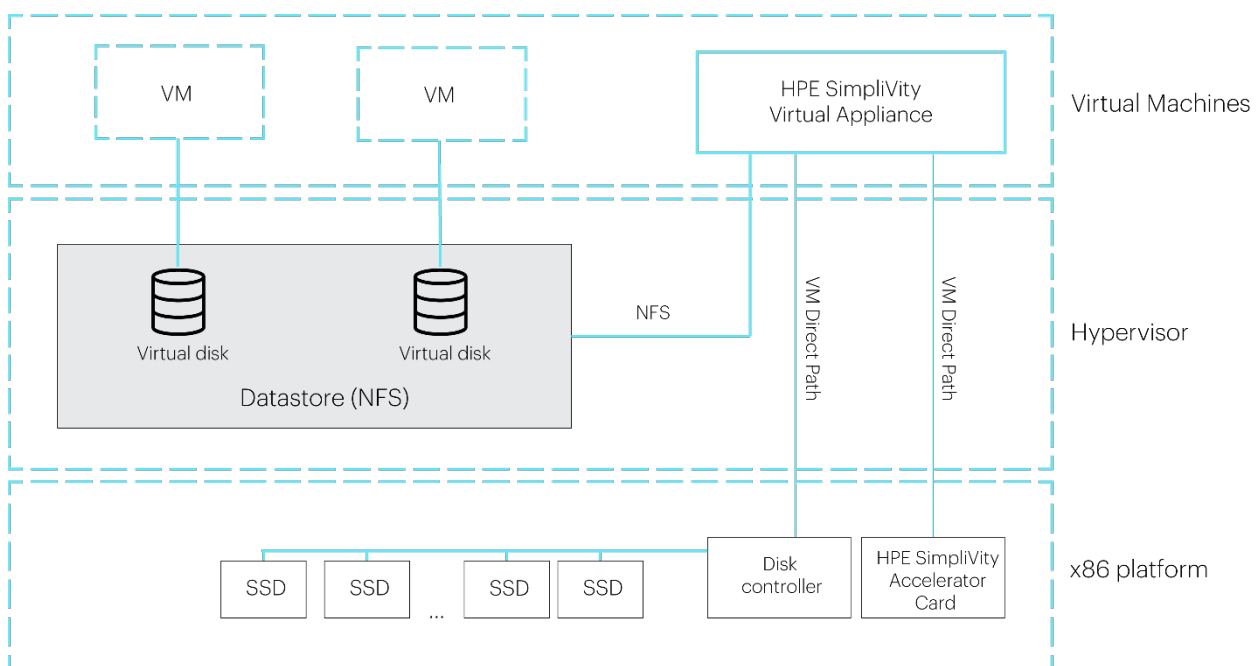 VM
VM
HPE SimpliVity
Virtual Appliance
Virtual Machines
Virtual disk
Virtual disk
Datastore (NFS)
NFS
VM Direct Path
VM Direct Path
Hypervisor
SSD
SSD
...
SSD
SSD
Disk
controller
HPE SimpliVity
Accelerator
Card
x86 platform